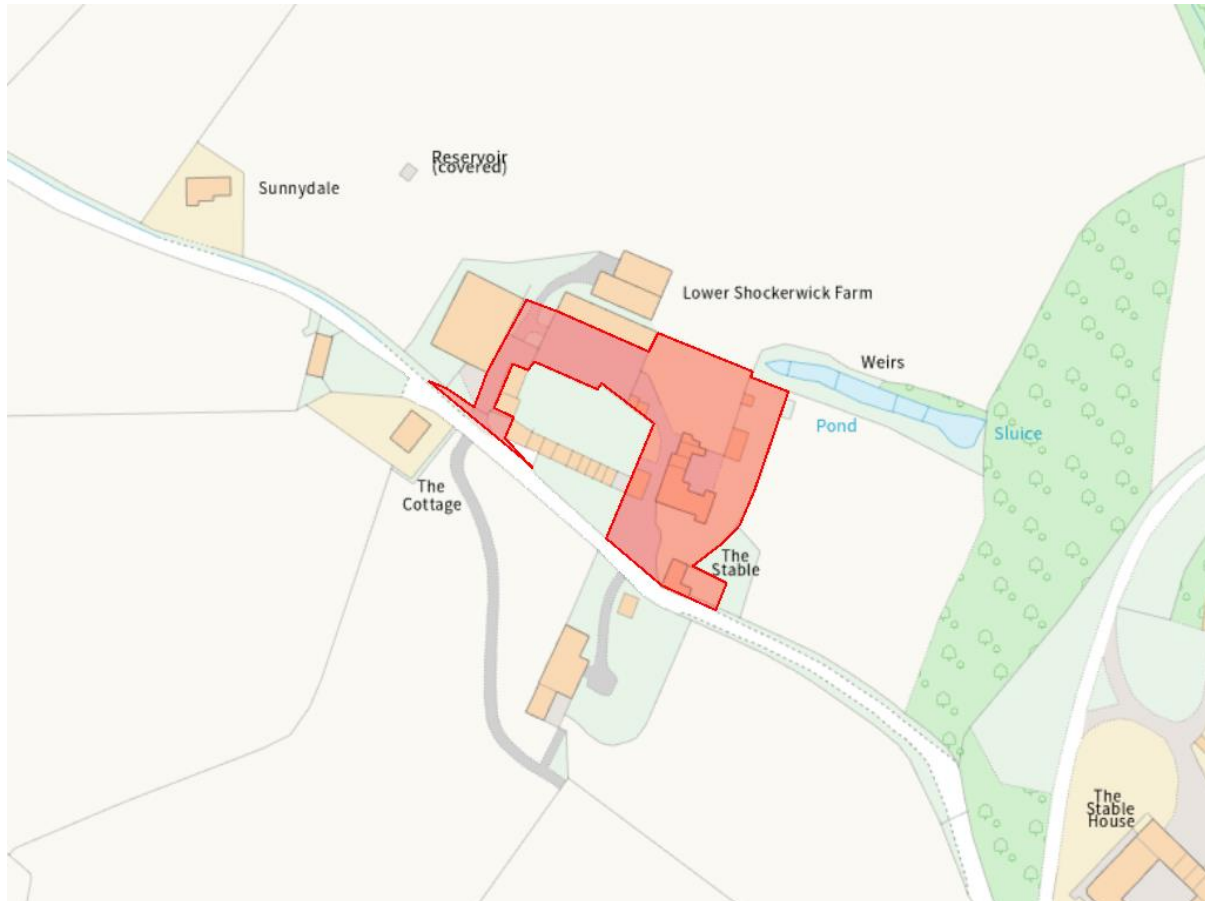 Reservoir
(covered)
Sunnydale
Lower Shockerwick Farm
Weirs
Pond
Sluice
The
Cottage
The
Stable
The
Stable
House